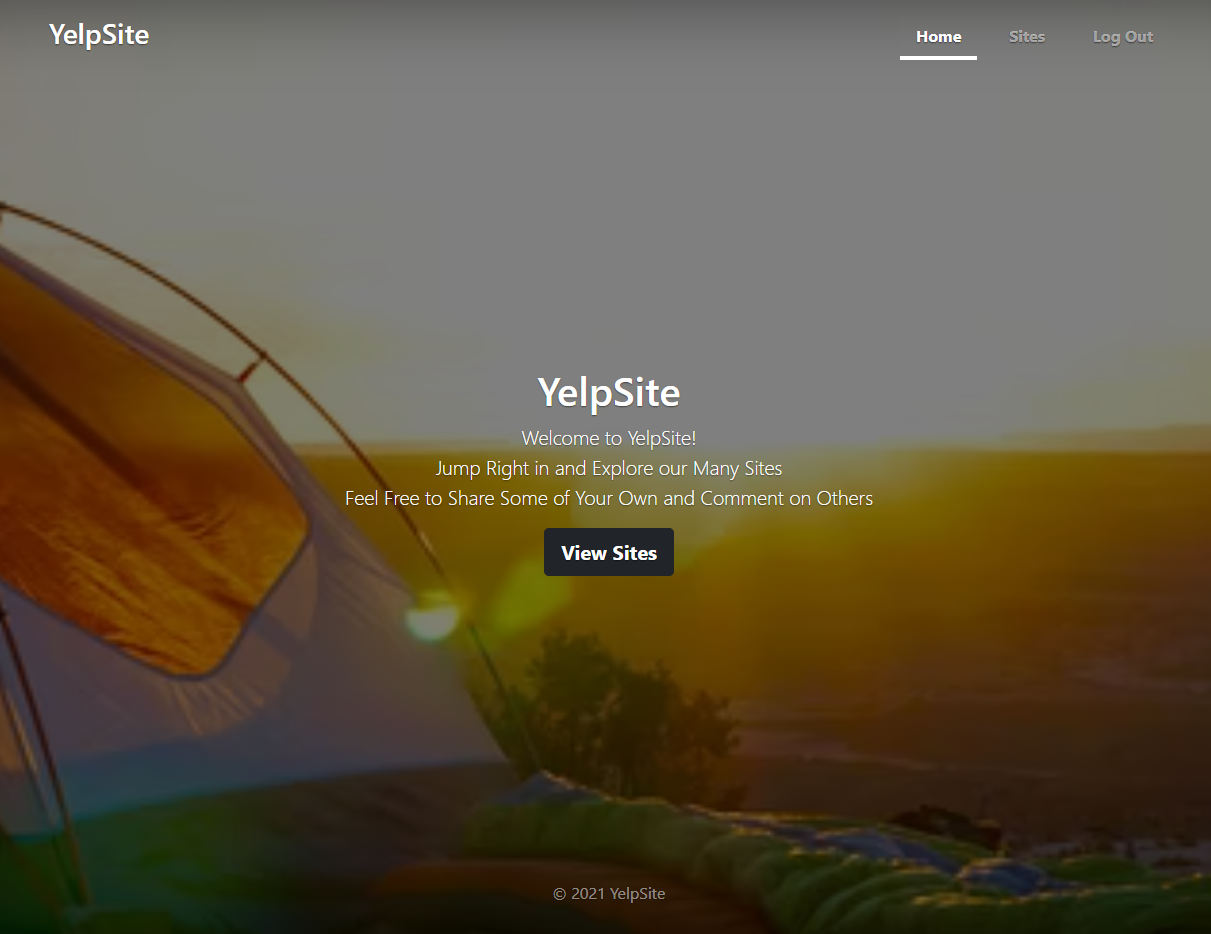 YelpSite
Home Sites Log Out
YelpSite
Welcome to YelpSite!
Jump Right in and Explore our Many Sites
Feel Free to Share Some of Your Own and Comment on Others
View Sites
© 2021 YelpSite